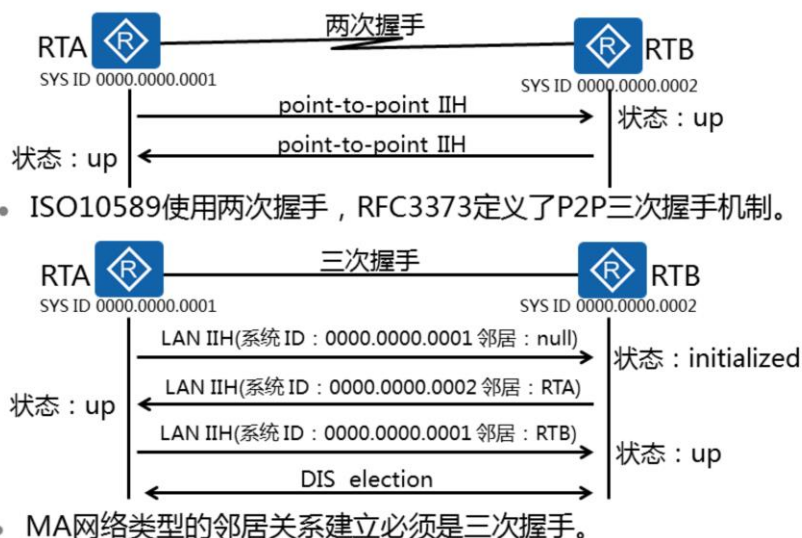 两次握手
RTA
RTB
SYS ID 0000.0000.0001
SYS ID 0000.0000.0002
point-to-point IIH
状态：up
point-to-point IIH
状态：up
• ISO10589使用两次握手，RFC3373定义了P2P三次握手机制。
三次握手
RTA
RTB
SYS ID 0000.0000.0001
SYS ID 0000.0000.0002
LAN IIH(系统 ID：0000.0000.0001 邻居：null)
状态：initialized
LAN IIH(系统 ID：0000.0000.0002 邻居：RTA)
状态：up
LAN IIH(系统 ID：0000.0000.0001 邻居：RTB)
状态：up
DIS election
• MA网络类型的邻居关系建立必须是三次握手。